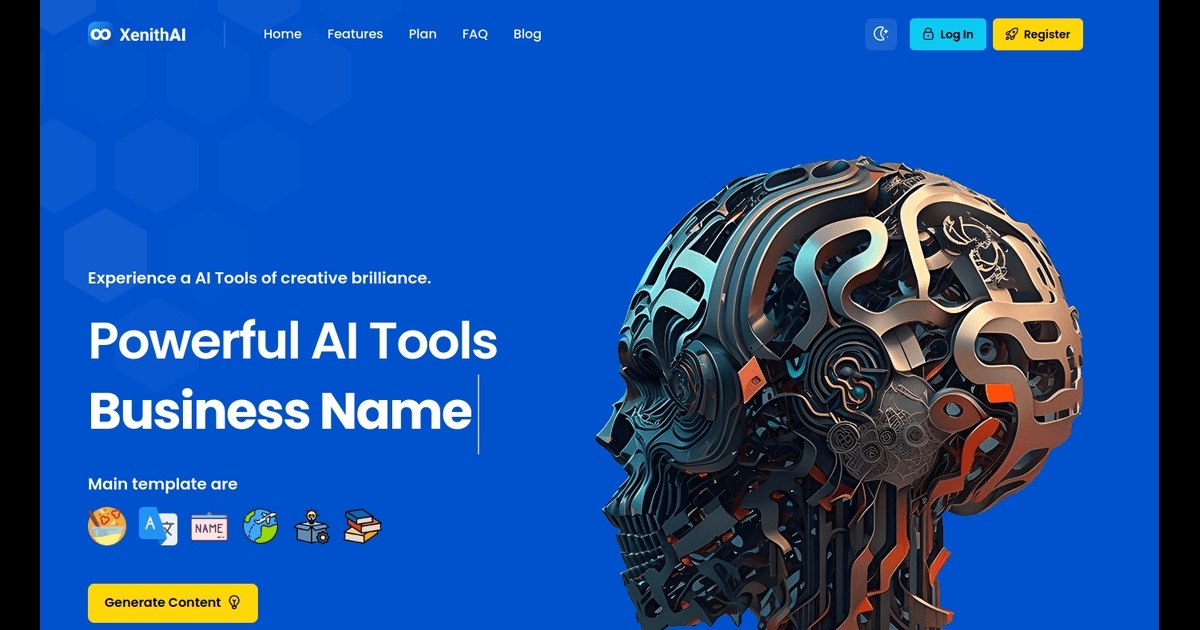 XenithAI
Home Features Plan FAQ Blog
Log In
Register
Experience a AI Tools of creative brilliance.
Powerful AI Tools
Business Name
Main template are
A 文
NAME
Generate Content